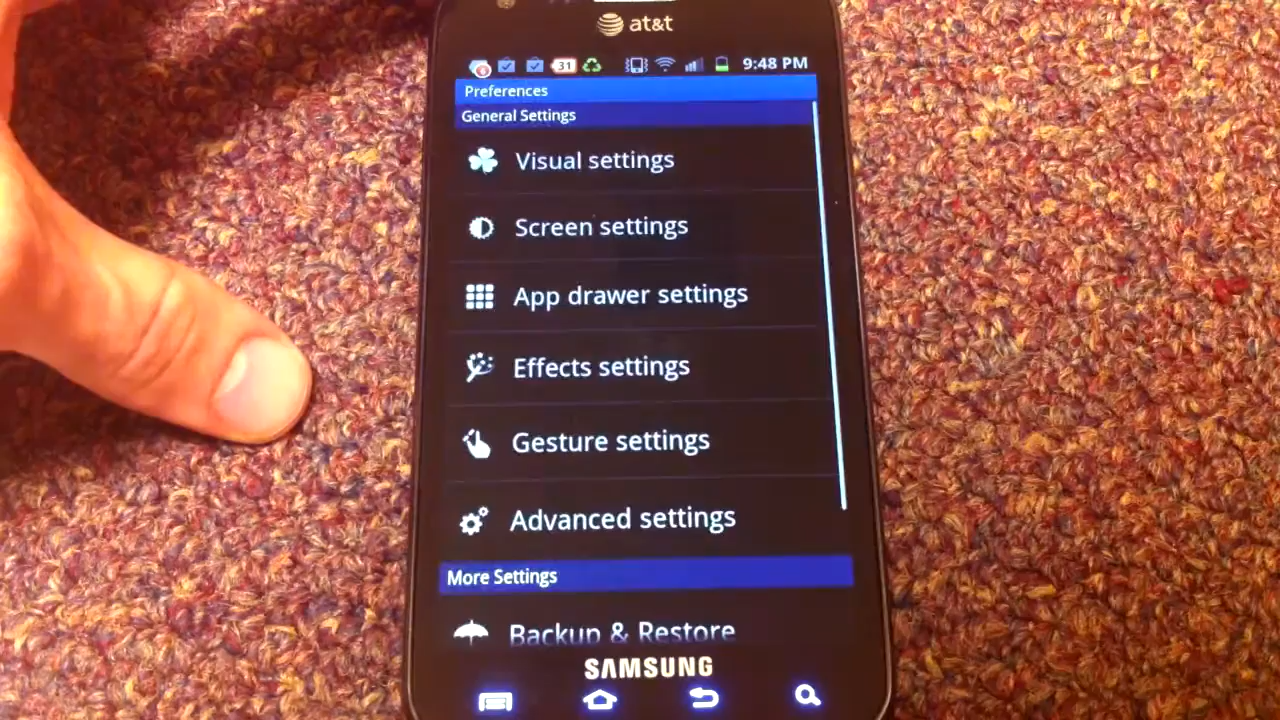 at&t
31 9:48 PM
Preferences
General Settings
Visual settings
Screen settings
App drawer settings
Effects settings
Gesture settings
Advanced settings
More Settings
Backup & Restore
SAMSUNG